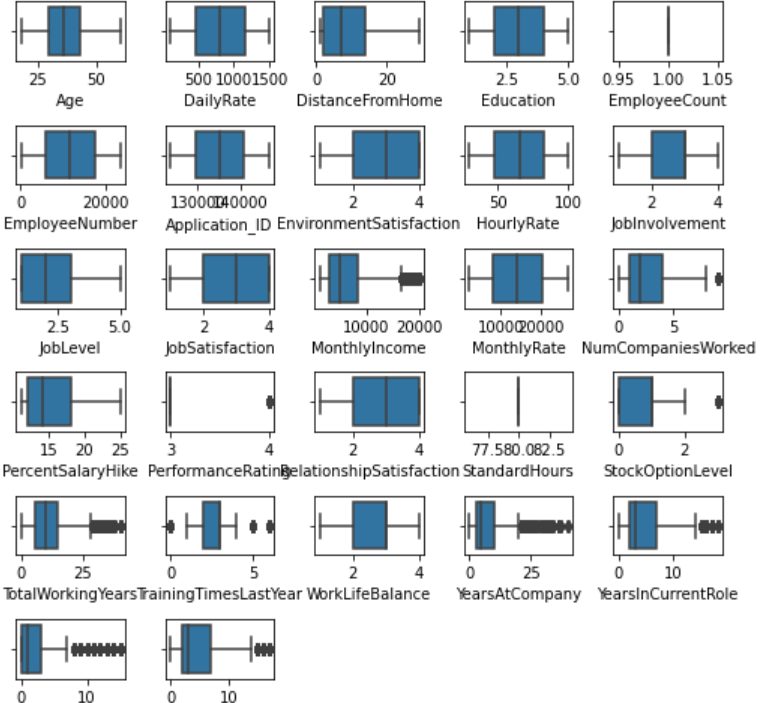 25 50 500 1000 1500 0 20 2.5 5.0 0.95 1.00 1.05
Age DailyRate DistanceFromHome Education EmployeeCount
0 20000 130000 140000 2 4 50 100 2 4
EmployeeNumber Application_ID EnvironmentSatisfaction HourlyRate JobInvolvement
2.5 5.0 2 4 10000 20000 10000 20000 0 5
JobLevel JobSatisfaction MonthlyIncome MonthlyRate NumCompaniesWorked
15 20 25 3 4 2 4 77.5 80.0 82.5 0 2
PercentSalaryHike PerformanceRating RelationshipSatisfaction StandardHours StockOptionLevel
0 25 0 5 2 4 0 25 0 10
TotalWorkingYears TrainingTimesLastYear WorkLifeBalance YearsAtCompany YearsInCurrentRole
0 10 0 10